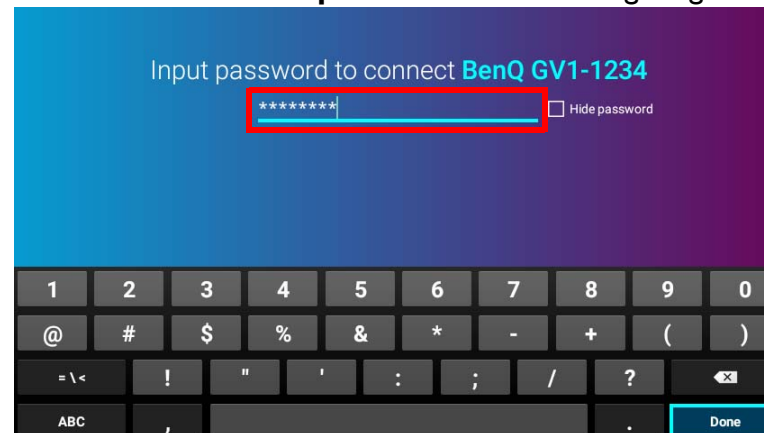 Input password to connect BenQ GV1-1234
********
Hide password
1 2 3 4 5 6 7 8 9 0
@ # $ % & * - + ( )
= \ < ! " ' : ; / ?
ABC , . Done